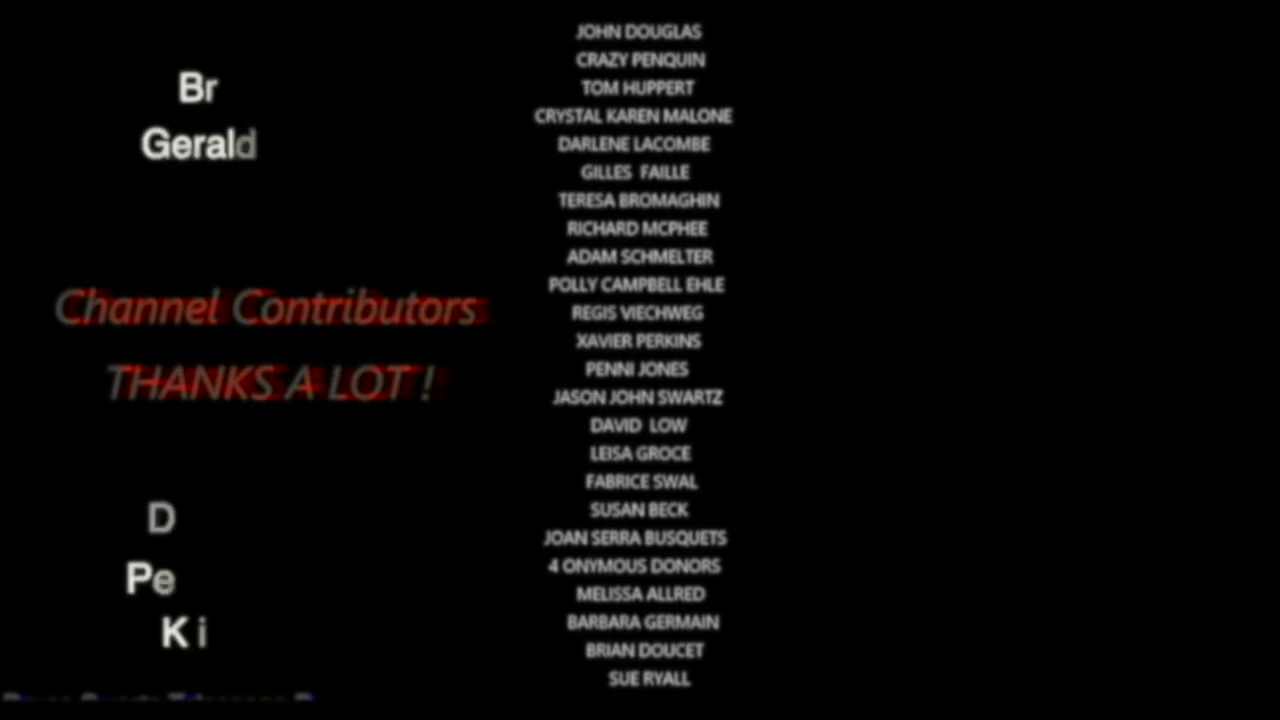 Br
Gerald
Channel Contributors
THANKS A LOT !
D
Pe
K i
JOHN DOUGLAS
CRAZY PENQUIN
TOM HUPPERT
CRYSTAL KAREN MALONE
DARLENE LACOMBE
GILLES FAILLE
TERESA BROMAGHIN
RICHARD MCPHEE
ADAM SCHMELTER
POLLY CAMPBELL EHLE
REGIS VIECHWEG
XAVIER PERKINS
PENNI JONES
JASON JOHN SWARTZ
DAVID LOW
LEISA GROCE
FABRICE SWAL
SUSAN BECK
JOAN SERRA BUSQUETS
4 ONYMOUS DONORS
MELISSA ALLRED
BARBARA GERMAIN
BRIAN DOUCET
SUE RYALL